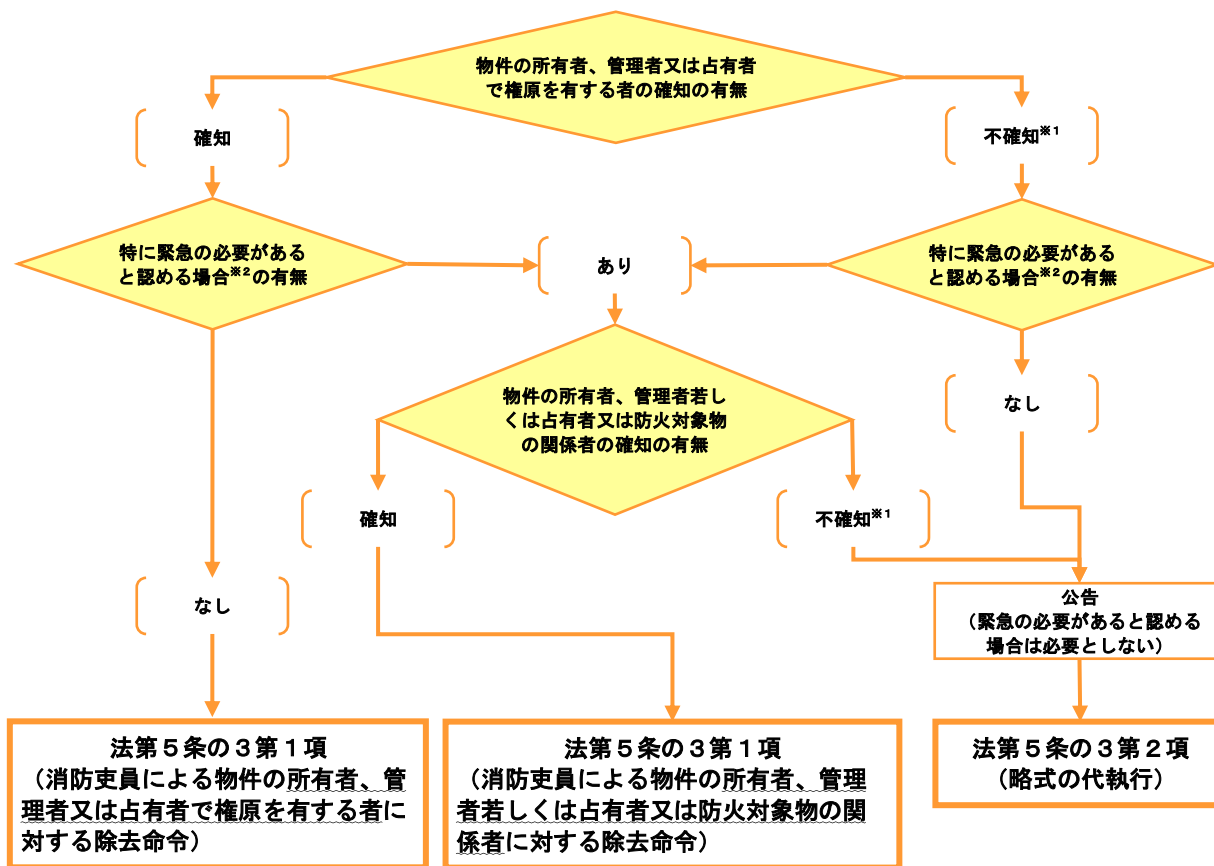 物件の所有者、管理者又は占有者
で権原を有する者の確知の有無
確知
不確知※1
特に緊急の必要がある
と認める場合※2の有無
あり
特に緊急の必要がある
と認める場合※2の有無
物件の所有者、管理者若し
くは占有者又は防火対象物
の関係者の確知の有無
なし
確知
不確知※1
なし
公告
（緊急の必要があると認める
場合は必要としない）
法第５条の３第１項
（消防吏員による物件の所有者、管
理者又は占有者で権原を有する者に
対する除去命令）
法第５条の３第１項
（消防吏員による物件の所有者、管理
者若しくは占有者又は防火対象物の関
係者に対する除去命令）
法第５条の３第２項
（略式の代執行）